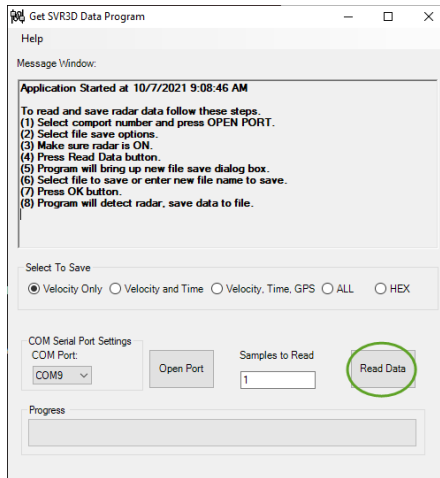 Get SVR3D Data Program
Help
Message Window:
Application Started at 10/7/2021 9:08:46 AM
To read and save radar data follow these steps.
(1) Select comport number and press OPEN PORT.
(2) Select file save options.
(3) Make sure radar is ON.
(4) Press Read Data button.
(5) Program will bring up new file save dialog box.
(6) Select file to save or enter new file name to save.
(7) Press OK button.
(8) Program will detect radar, save data to file.
Select To Save
Velocity Only Velocity and Time Velocity, Time, GPS ALL HEX
COM Serial Port Settings
COM Port:
COM9
Open Port
Samples to Read
1
Read Data
Progress